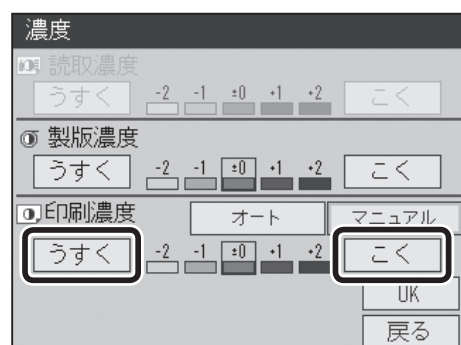 濃度
読取濃度
うすく -2 -1 ±0 +1 +2 こく
製版濃度
うすく -2 -1 ±0 +1 +2 こく
印刷濃度 オート マニュアル
うすく -2 -1 ±0 +1 +2 こく
OK
戻る